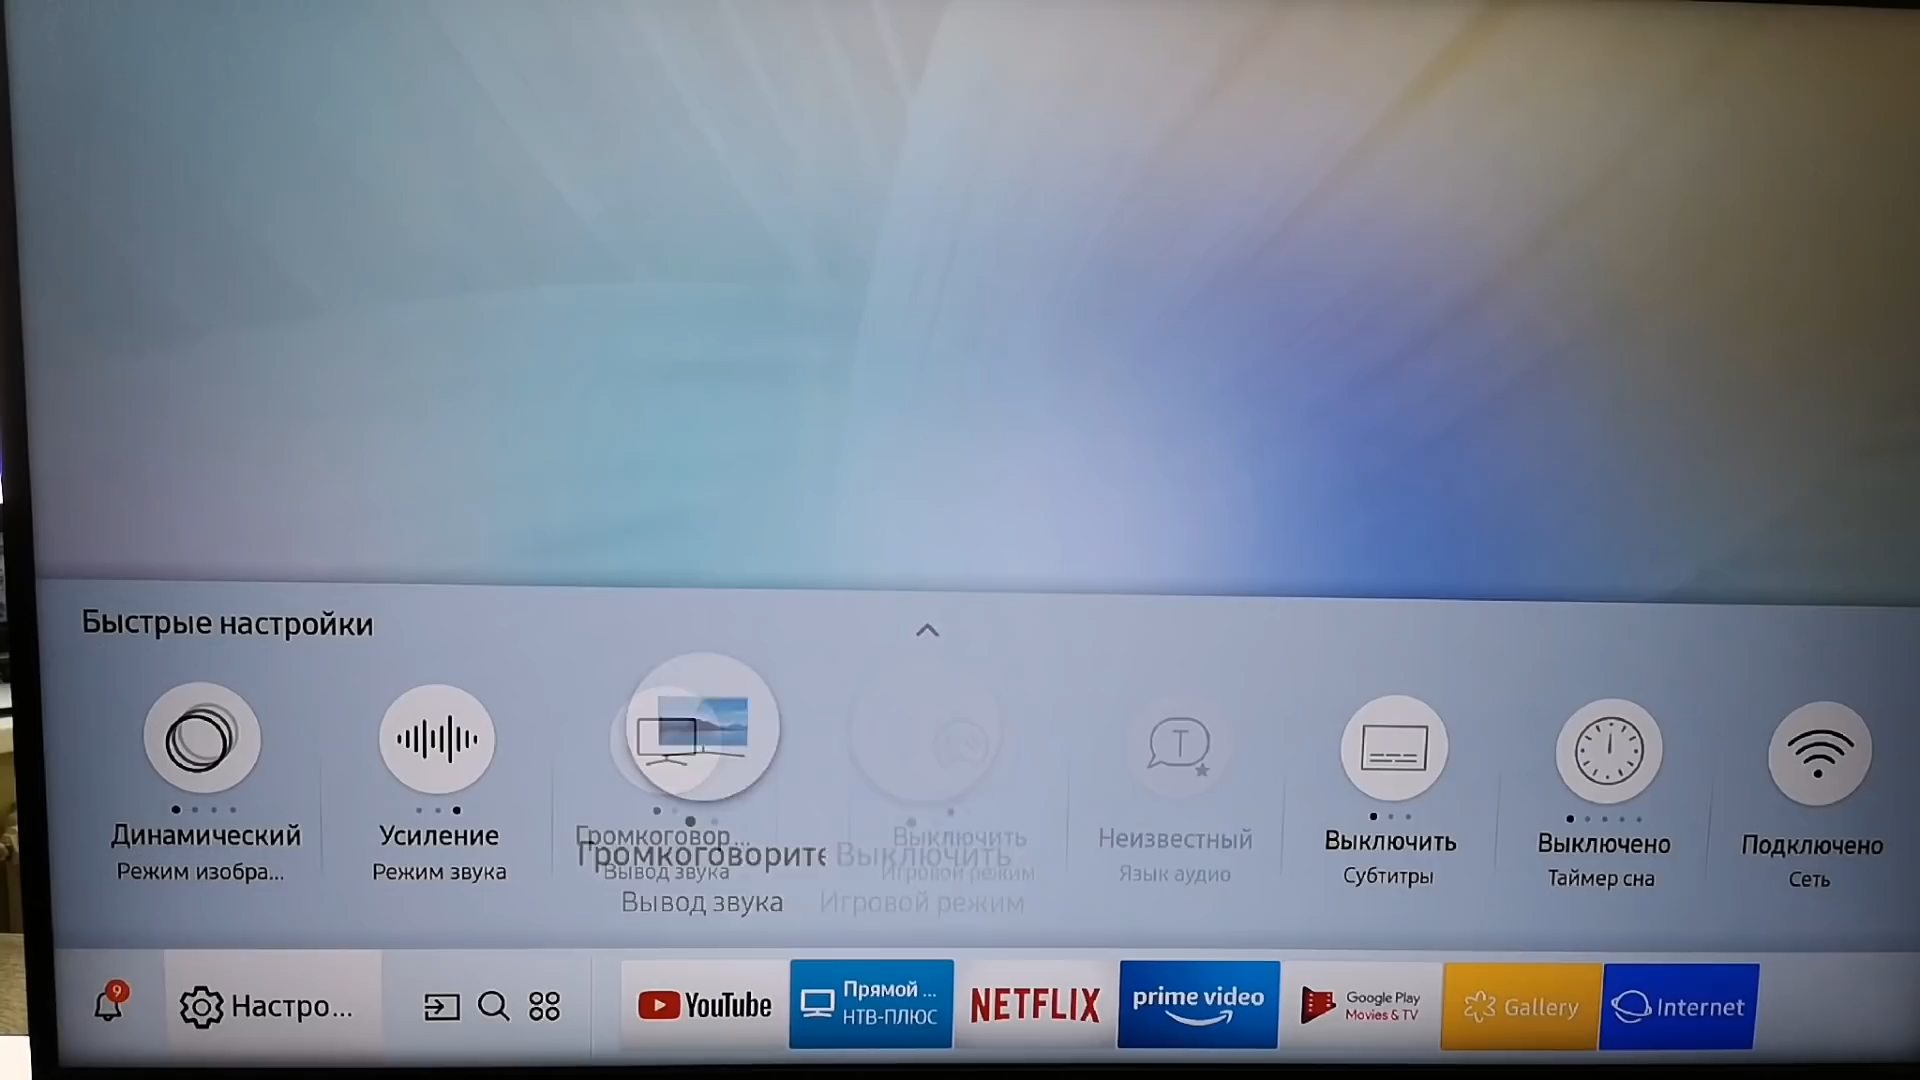 Быстрые настройки
Динамический
Режим изобра...
Усиление
Режим звука
Громкоговор...
Вывод звука
Громкоговорите
Вывод звука
Выключить
Игровой режим
Выключить
Игровой режим
Неизвестный
Язык аудио
Выключить
Субтитры
Выключено
Таймер сна
Подключено
Сеть
9
Настро...
YouTube
Прямой ...
НТВ-ПЛЮС
NETFLIX
prime video
Google Play
Movies & TV
Gallery
Internet